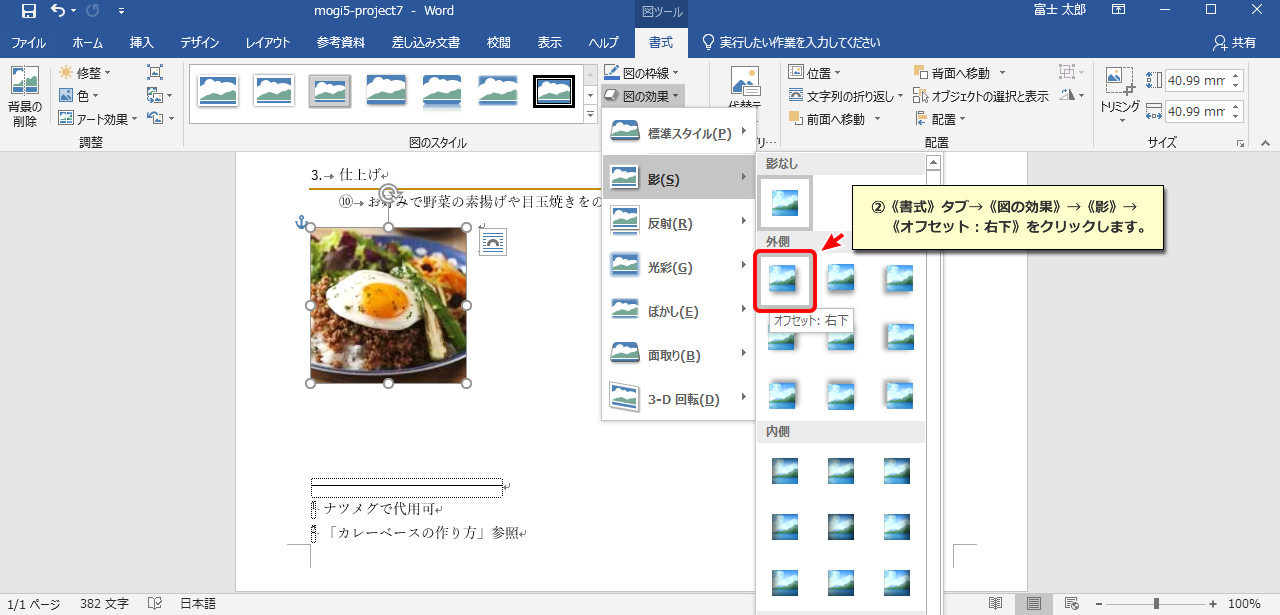 mogi5-project7 - Word
図ツール
富士 太郎
ファイル ホーム 挿入 デザイン レイアウト 参考資料 差し込み文書 校閲 表示 ヘルプ 書式 実行したい作業を入力してください 共有
背景の
削除
修整
色
アート効果
調整
図のスタイル
図の枠線
図の効果
代替テ
リ...
位置
文字列の折り返し
前面へ移動
背面へ移動
オブジェクトの選択と表示
配置
配置
トリミング
40.99 mm
40.99 mm
サイズ
標準スタイル(P)
影(S)
反射(R)
光彩(G)
ぼかし(E)
面取り(B)
3-D 回転(D)
影なし
外側
オフセット: 右下
内側
②《書式》タブ→《図の効果》→《影》→
《オフセット：右下》をクリックします。
3.→ 仕上げ↵
⑩→お好みで野菜の素揚げや目玉焼きをの
ナツメグで代用可↵
「カレーベースの作り方」参照↵
1/1 ページ 382 文字 日本語 100%